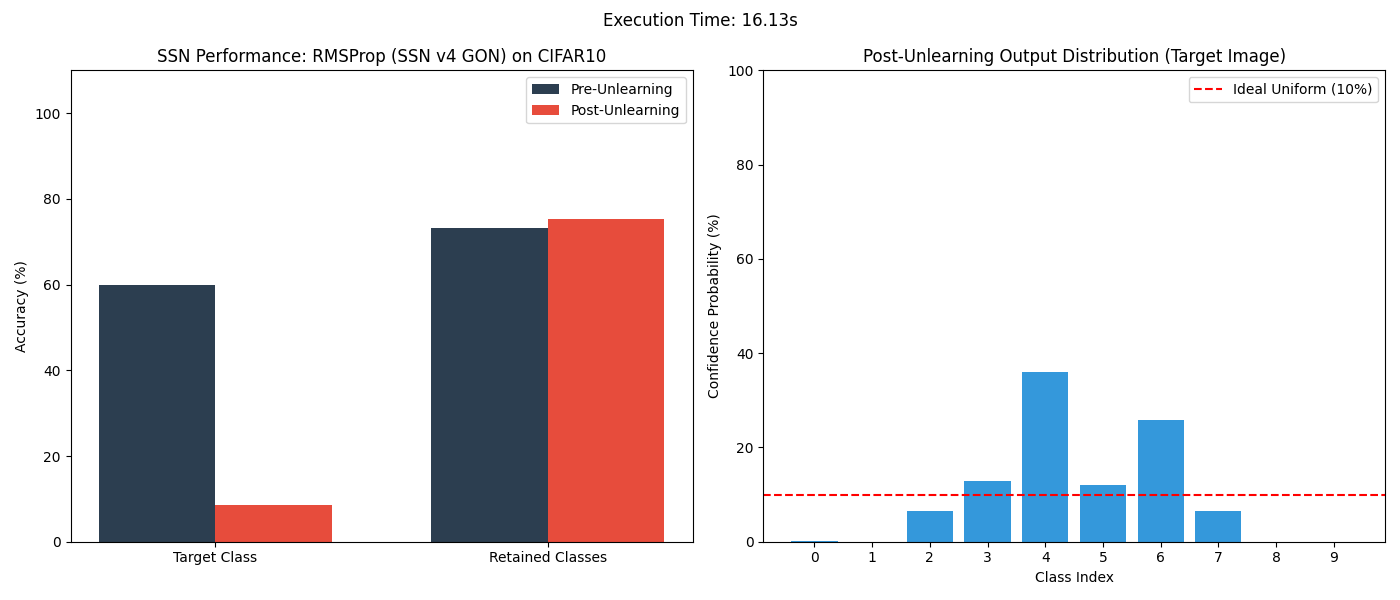 Execution Time: 16.13s
SSN Performance: RMSProp (SSN v4 GON) on CIFAR10
Accuracy (%)
100
80
60
40
20
0
Pre-Unlearning
Post-Unlearning
Target Class
Retained Classes
Post-Unlearning Output Distribution (Target Image)
Confidence Probability (%)
100
80
60
40
20
0
Ideal Uniform (10%)
0 1 2 3 4 5 6 7 8 9
Class Index